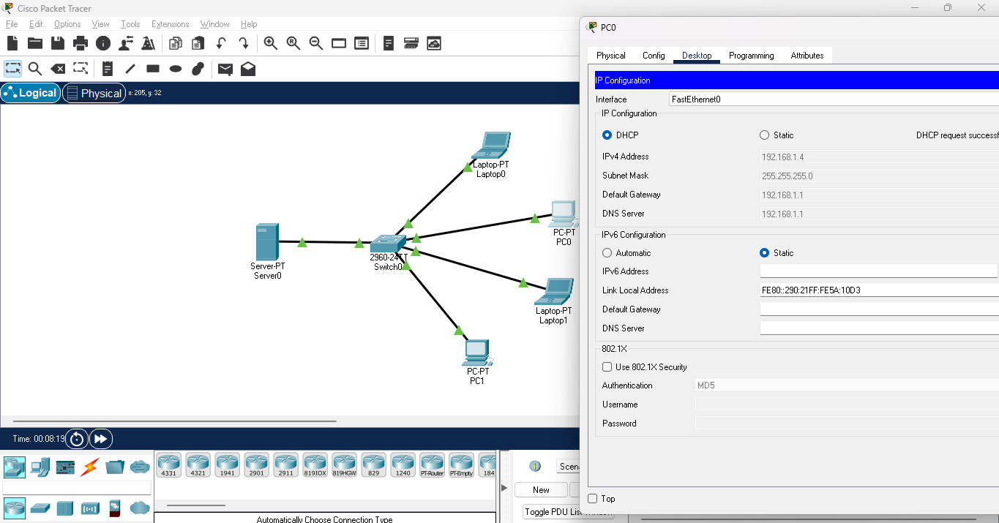 Cisco Packet Tracer
File Edit Options View Tools Extensions Window Help
Logical Physical x: 205, y: 32
Laptop-PT
Laptop0
PC-PT
PC0
Server-PT
Server0
2960-24TT
Switch0
Laptop-PT
Laptop1
PC-PT
PC1
Time: 00:08:19
4331 4321 1941 2901 2911 819IOX 819HGW 829 1240 PT-Router PT-Empty 184
Automatically Choose Connection Type
Scena
New
Toggle PDU List Window
PC0
Physical Config Desktop Programming Attributes
IP Configuration
Interface FastEthernet0
IP Configuration
DHCP Static DHCP request successf
IPv4 Address 192.168.1.4
Subnet Mask 255.255.255.0
Default Gateway 192.168.1.1
DNS Server 192.168.1.1
IPv6 Configuration
Automatic Static
IPv6 Address
Link Local Address FE80::290:21FF:FE5A:10D3
Default Gateway
DNS Server
802.1X
Use 802.1X Security
Authentication MD5
Username
Password
Top